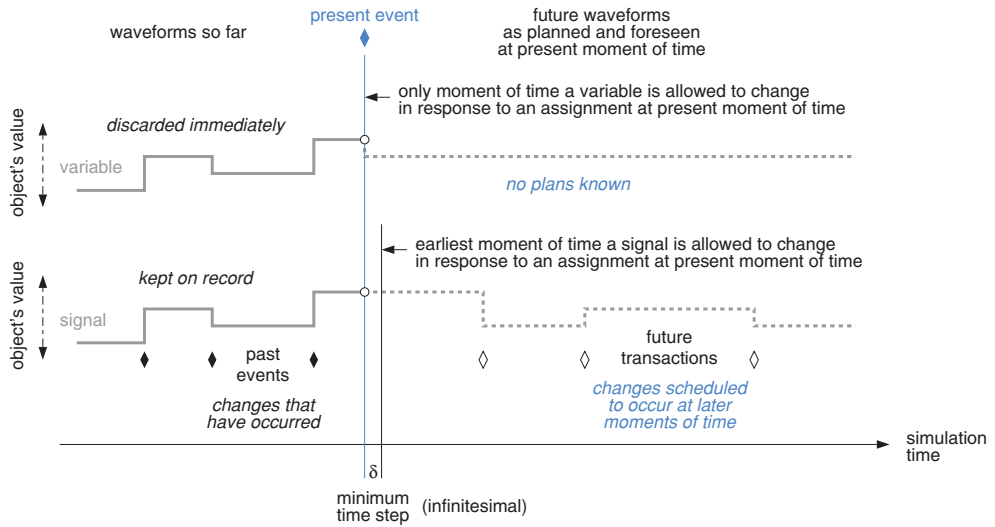 waveforms so far
present event
future waveforms
as planned and foreseen
at present moment of time
only moment of time a variable is allowed to change
in response to an assignment at present moment of time
object's value
discarded immediately
variable
no plans known
earliest moment of time a signal is allowed to change
in response to an assignment at present moment of time
object's value
kept on record
signal
past
events
changes that
have occurred
future
transactions
changes scheduled
to occur at later
moments of time
simulation
time
δ
minimum
time step
(infinitesimal)